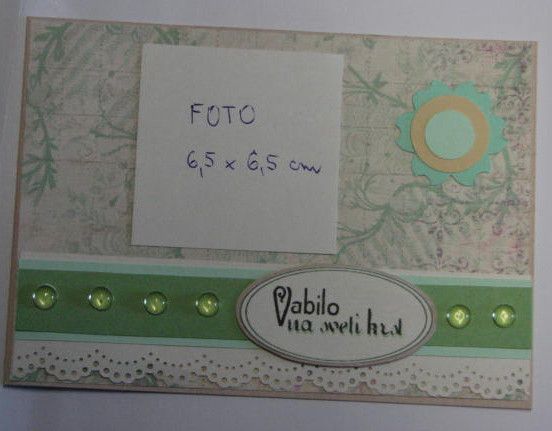 FOTO
6,5 x 6,5 cm
Vabilo
na sveti krst